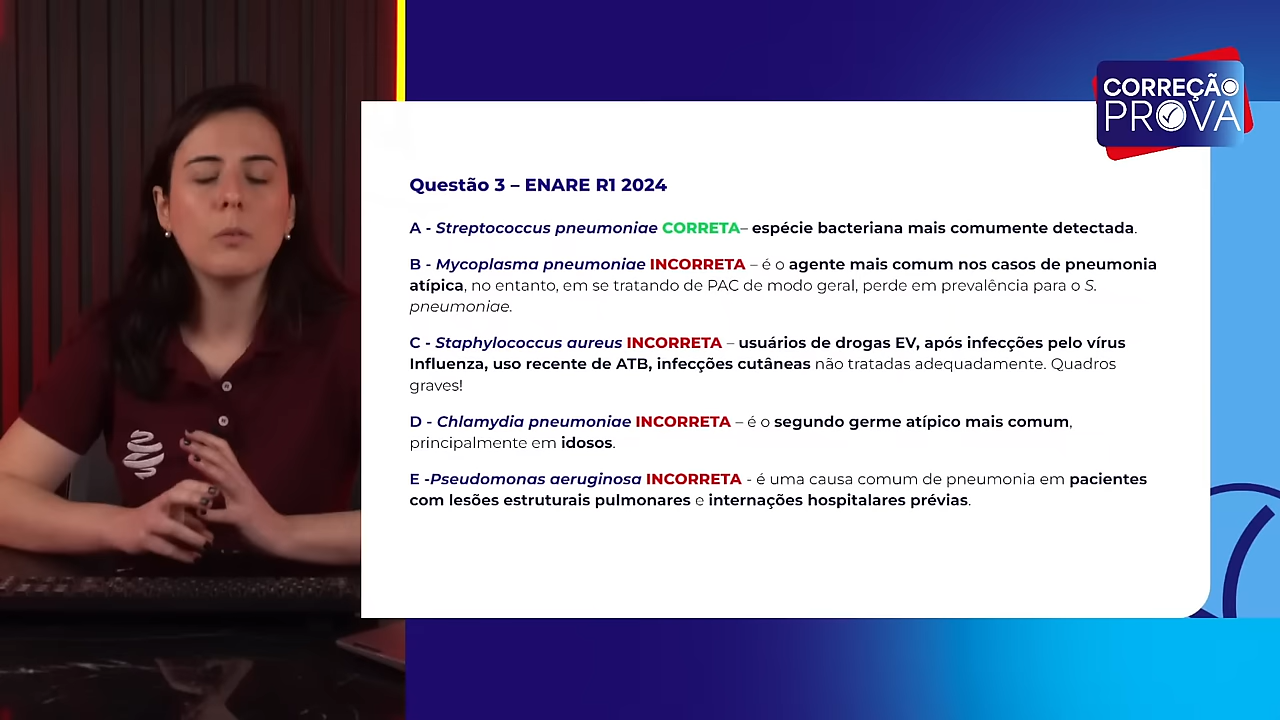 CORREÇÃO
PROVA
Questão 3 – ENARE R1 2024
A - Streptococcus pneumoniae CORRETA– espécie bacteriana mais comumente detectada.
B - Mycoplasma pneumoniae INCORRETA – é o agente mais comum nos casos de pneumonia
atípica, no entanto, em se tratando de PAC de modo geral, perde em prevalência para o S.
pneumoniae.
C - Staphylococcus aureus INCORRETA – usuários de drogas EV, após infecções pelo vírus
Influenza, uso recente de ATB, infecções cutâneas não tratadas adequadamente. Quadros
graves!
D - Chlamydia pneumoniae INCORRETA – é o segundo germe atípico mais comum,
principalmente em idosos.
E -Pseudomonas aeruginosa INCORRETA - é uma causa comum de pneumonia em pacientes
com lesões estruturais pulmonares e internações hospitalares prévias.